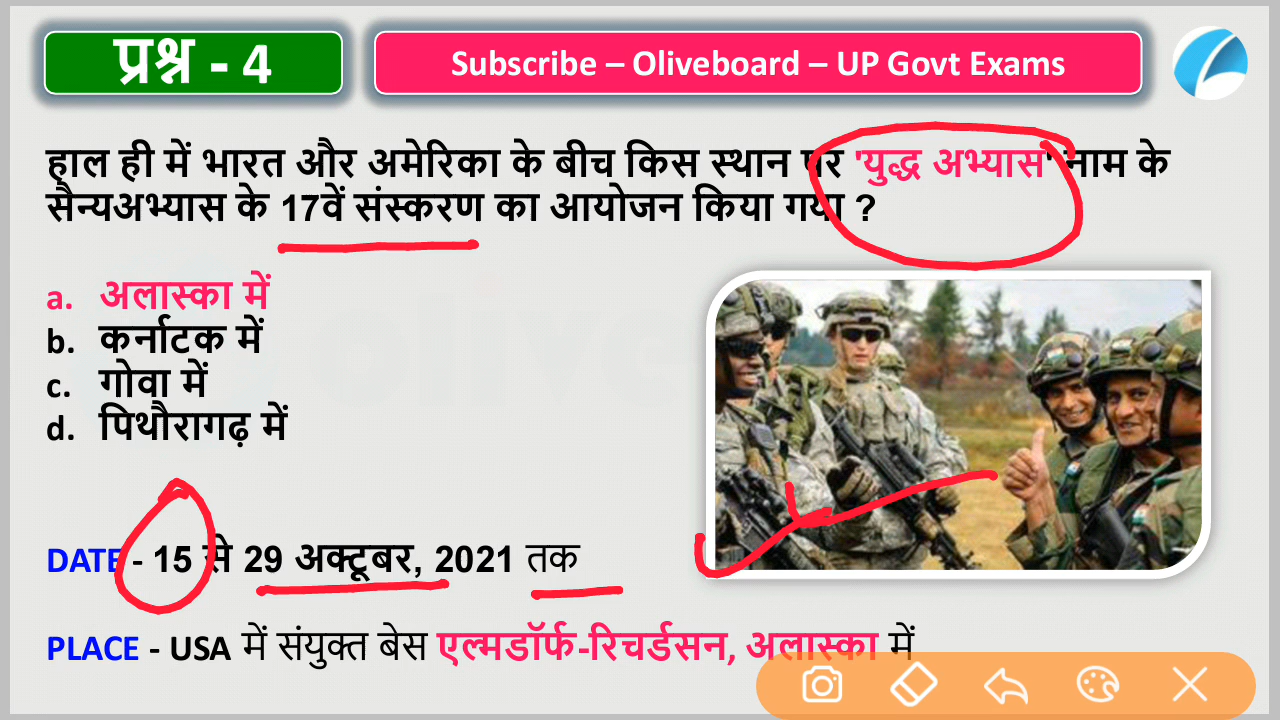 प्रश्न - 4
Subscribe – Oliveboard – UP Govt Exams
हाल ही में भारत और अमेरिका के बीच किस स्थान पर 'युद्ध अभ्यास' नाम के
सैन्यअभ्यास के 17वें संस्करण का आयोजन किया गया ?
a. अलास्का में
b. कर्नाटक में
c. गोवा में
d. पिथौरागढ़ में
DATE - 15 से 29 अक्टूबर, 2021 तक
PLACE - USA में संयुक्त बेस एल्मडॉर्फ-रिचर्डसन, अलास्का में